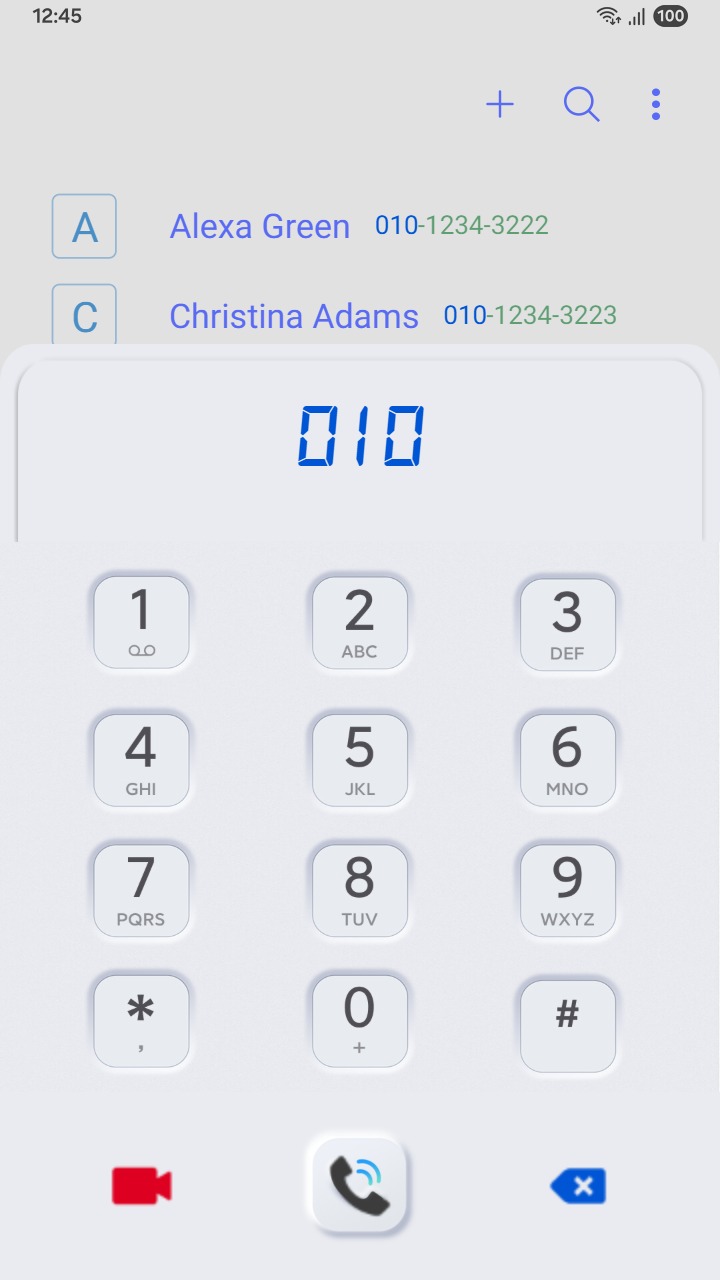 12:45 100
A Alexa Green 010-1234-3222
C Christina Adams 010-1234-3223
010
1 2 3
ABC DEF
4 5 6
GHI JKL MNO
7 8 9
PQRS TUV WXYZ
* 0 #
, +